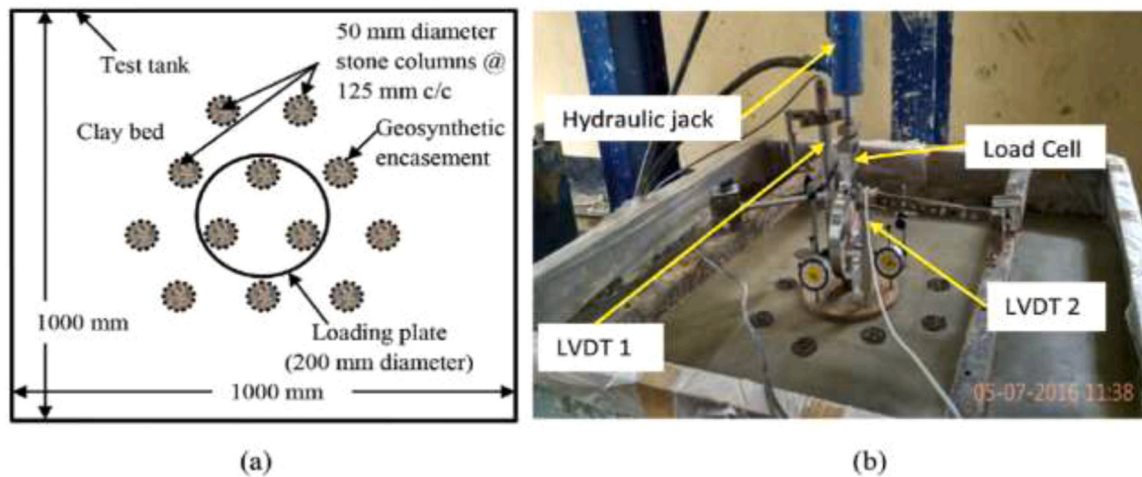 Test tank
50 mm diameter
stone columns @
125 mm c/c
Clay bed
Geosynthetic
encasement
1000 mm
Loading plate
(200 mm diameter)
1000 mm
(a)
Hydraulic jack
Load Cell
LVDT 1
LVDT 2
05-07-2016 11:38
(b)